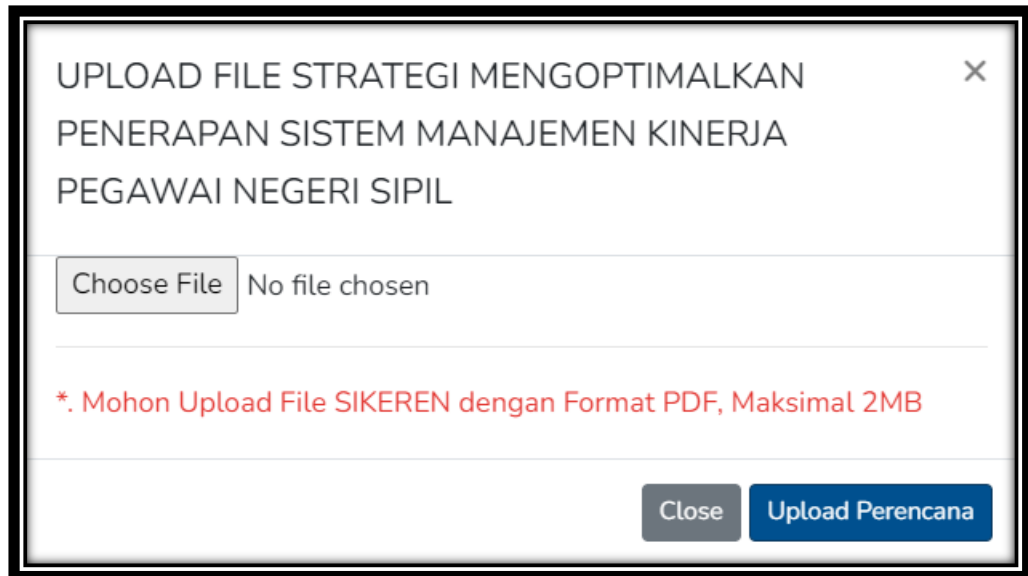 UPLOAD FILE STRATEGI MENGOPTIMALKAN
PENERAPAN SISTEM MANAJEMEN KINERJA
PEGAWAI NEGERI SIPIL
Choose File No file chosen
*. Mohon Upload File SIKEREN dengan Format PDF, Maksimal 2MB
Close Upload Perencana